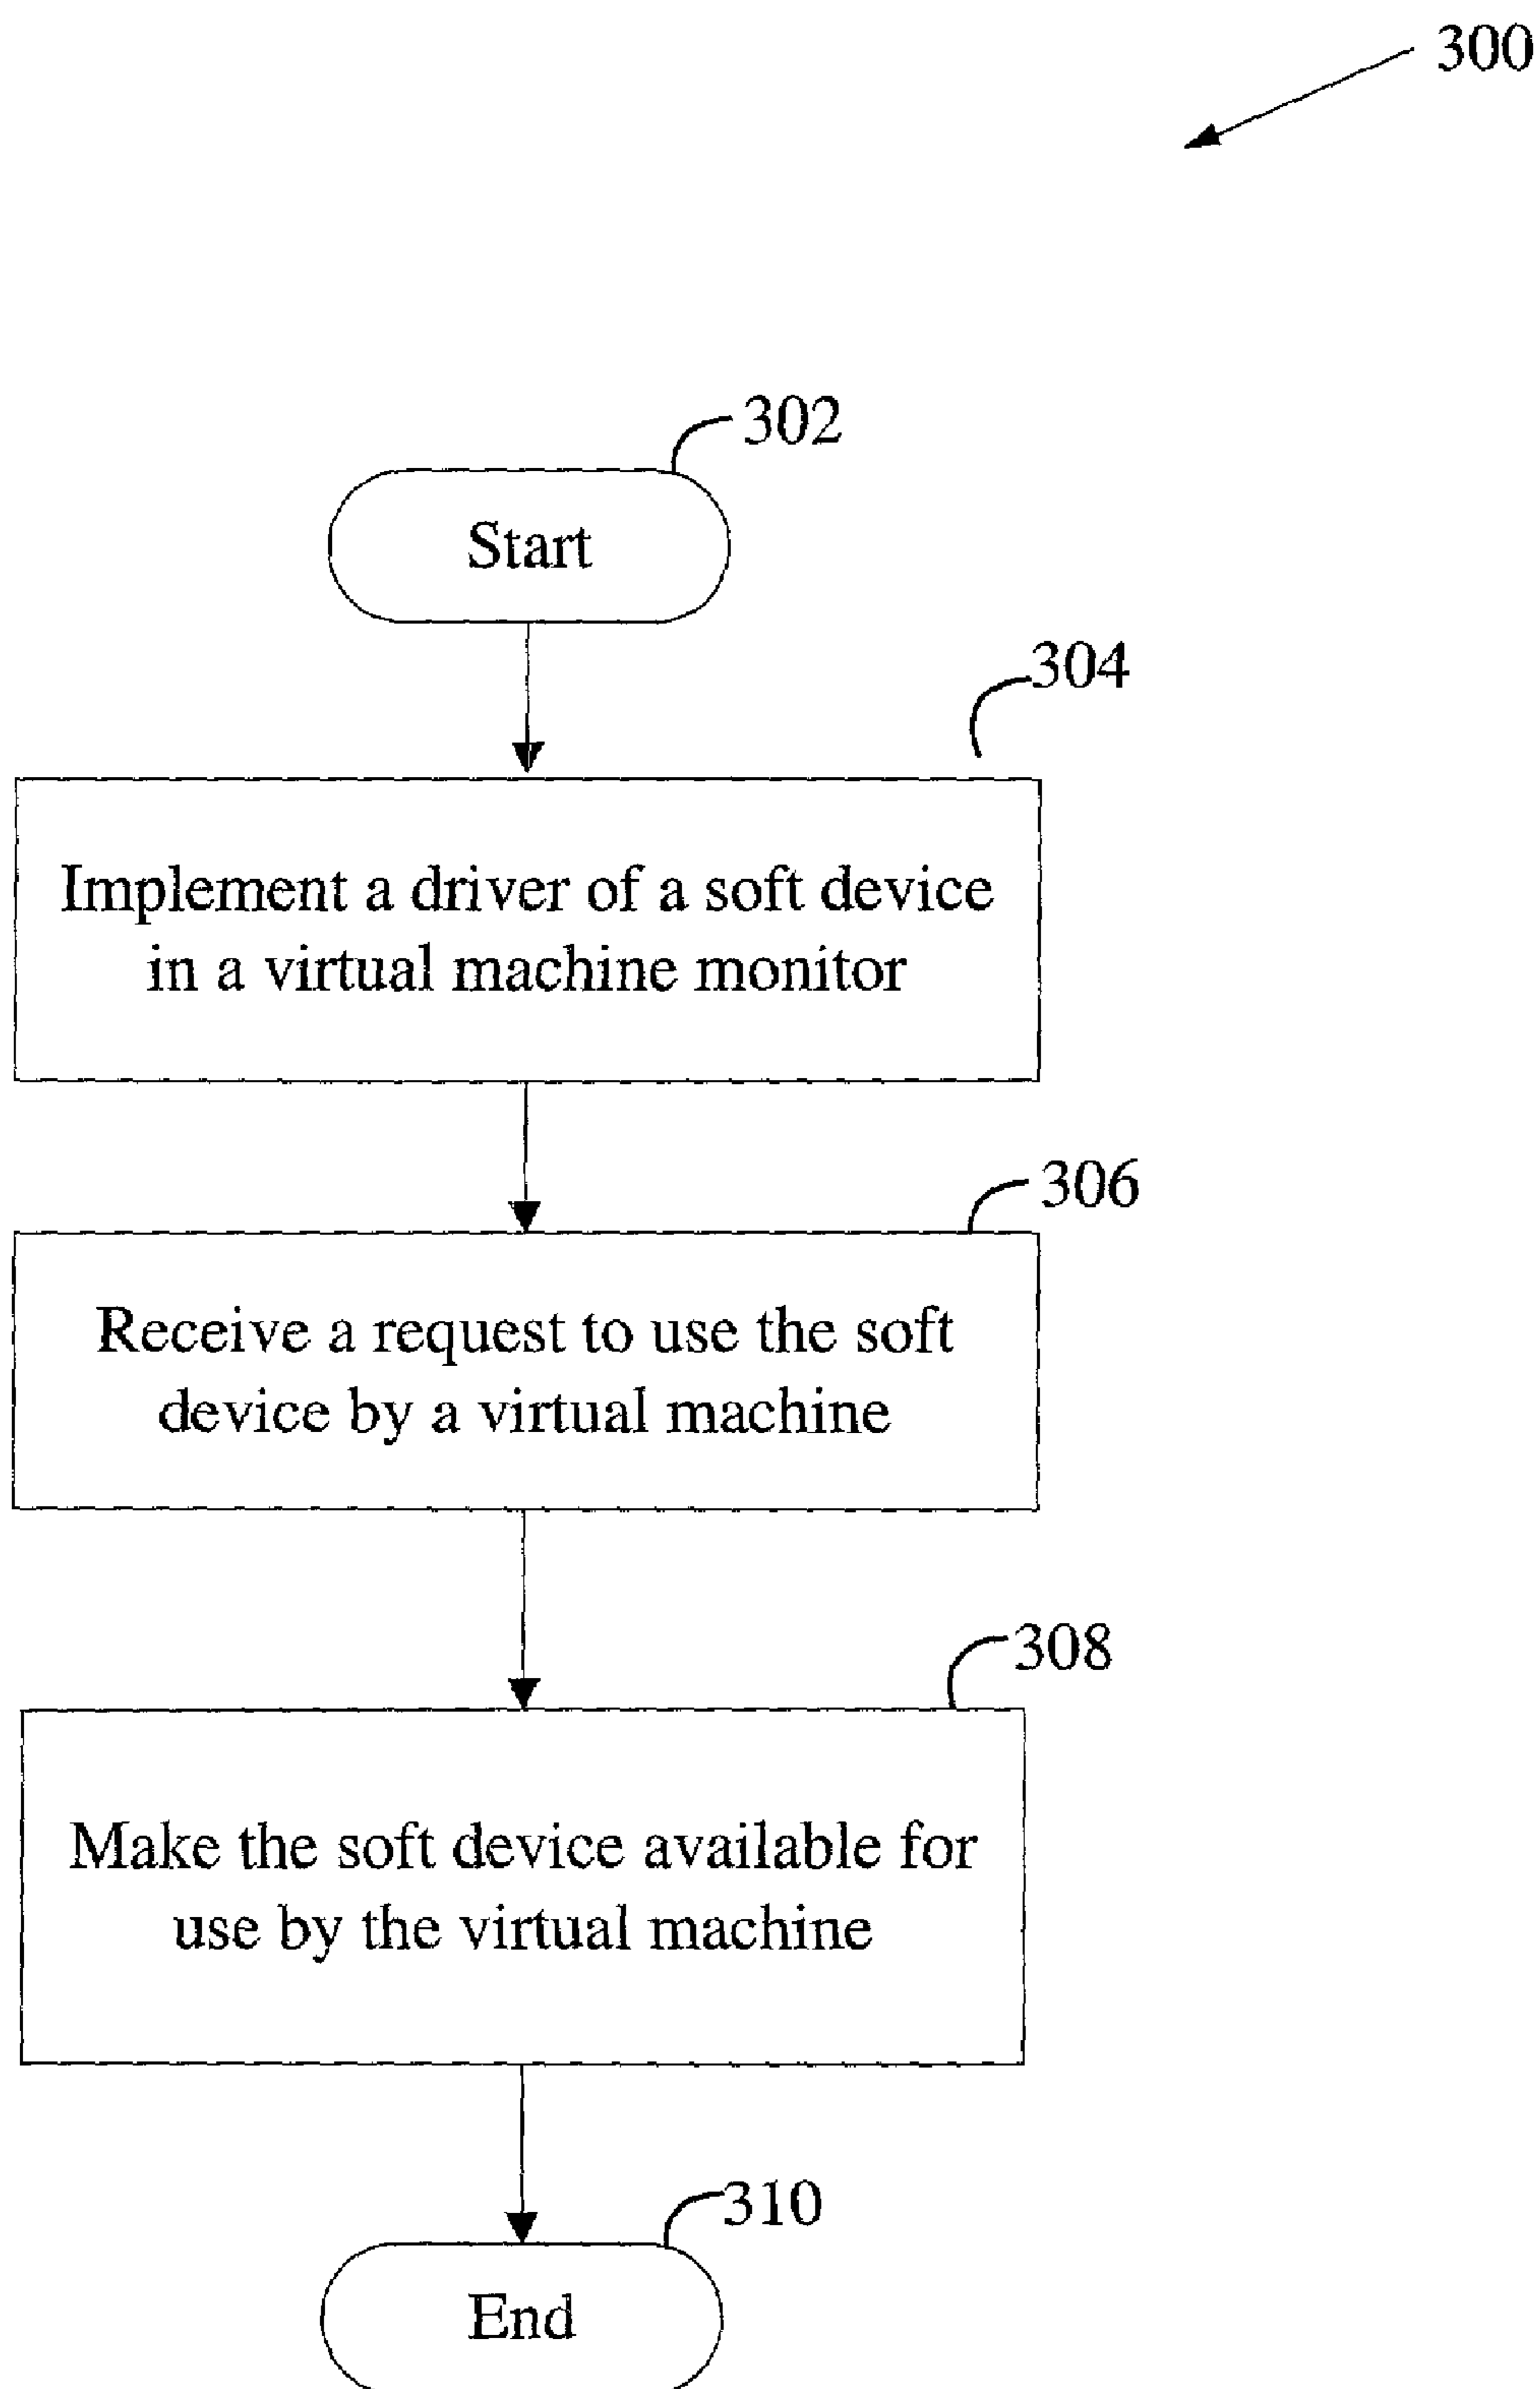 300
302
Start
304
Implement a driver of a soft device
in a virtual machine monitor
306
Receive a request to use the soft
device by a virtual machine
308
Make the soft device available for
use by the virtual machine
310
End